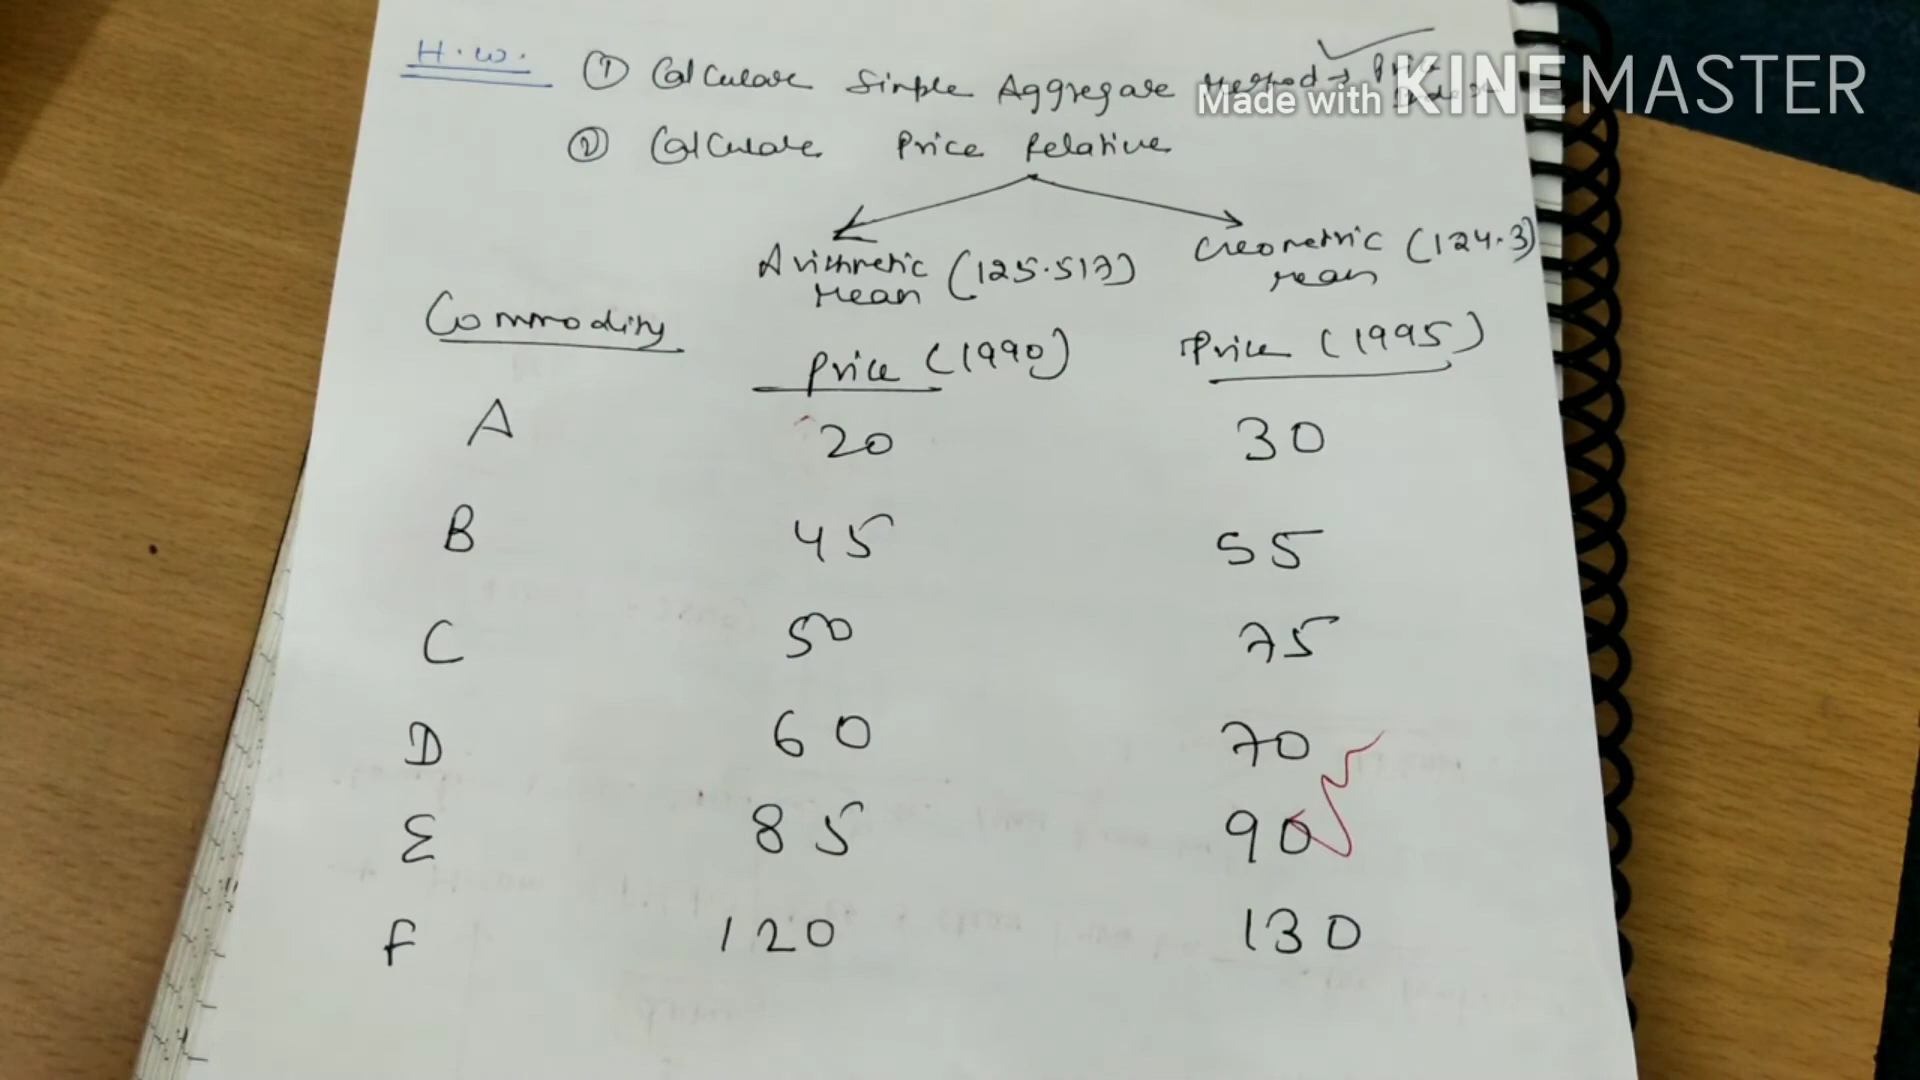 H.W. ① Calculate Simple Aggregate Method → Price
Made with KINEMASTER
② Calculate Price Relative
Arithmetic Mean (125.517)
Geometric mean (124.3)
Commodity Price (1990) Price (1995)
A 20 30
B 45 55
C 50 75
D 60 70
E 85 90
F 120 130